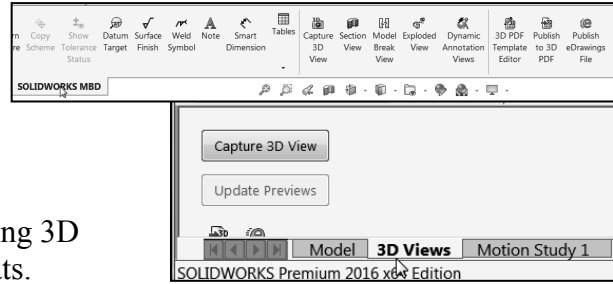 Copy Show Datum Surface Weld Note Smart Tables Capture Section Model Exploded Dynamic 3D PDF Publish Publish
Scheme Tolerance Target Finish Symbol Dimension 3D View Break View Annotation Template to 3D eDrawings
Status View View Views Editor PDF File
SOLIDWORKS MBD
Capture 3D View
Update Previews
3D
ng 3D
Model 3D Views Motion Study 1
ts.
SOLIDWORKS Premium 2016 x64 Edition